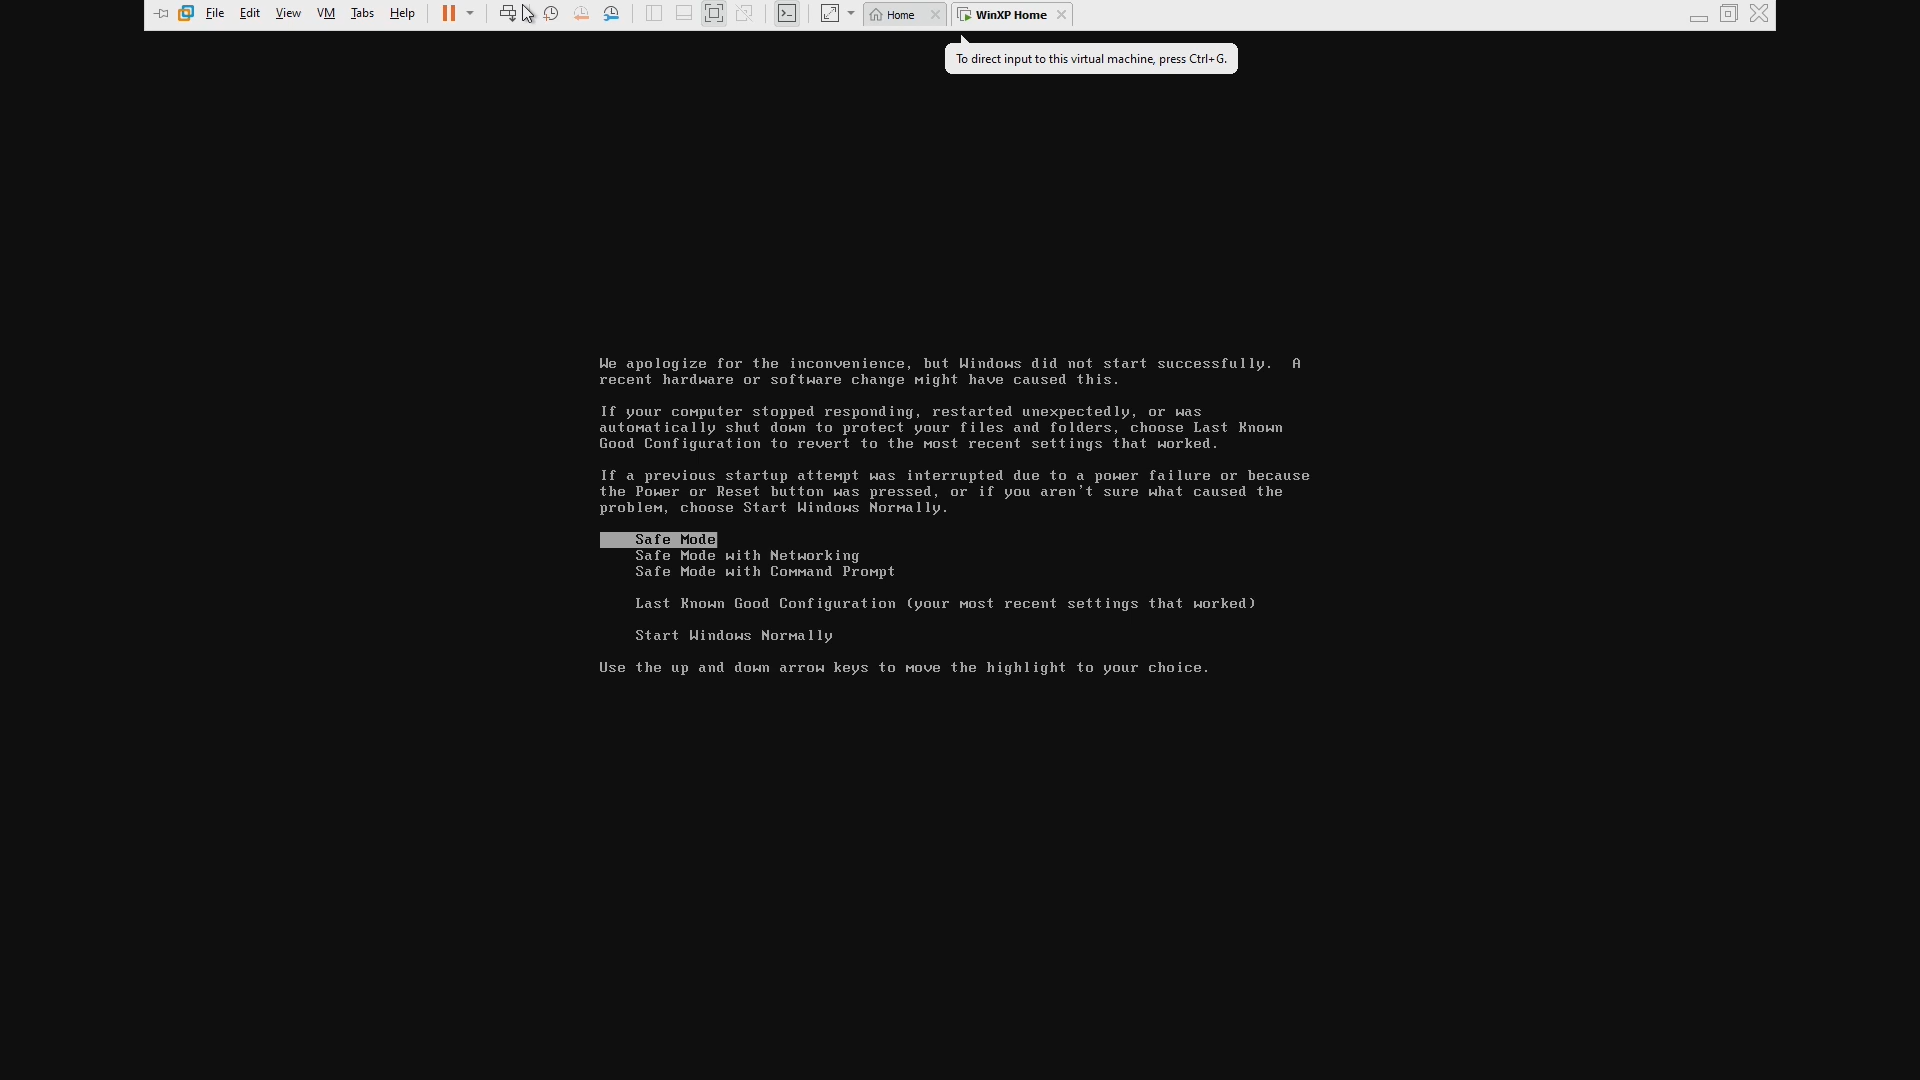 File Edit View VM Tabs Help Home WinXP Home
To direct input to this virtual machine, press Ctrl+G.
We apologize for the inconvenience, but Windows did not start successfully. A
recent hardware or software change might have caused this.
If your computer stopped responding, restarted unexpectedly, or was
automatically shut down to protect your files and folders, choose Last Known
Good Configuration to revert to the most recent settings that worked.
If a previous startup attempt was interrupted due to a power failure or because
the Power or Reset button was pressed, or if you aren't sure what caused the
problem, choose Start Windows Normally.
Safe Mode
Safe Mode with Networking
Safe Mode with Command Prompt
Last Known Good Configuration (your most recent settings that worked)
Start Windows Normally
Use the up and down arrow keys to move the highlight to your choice.